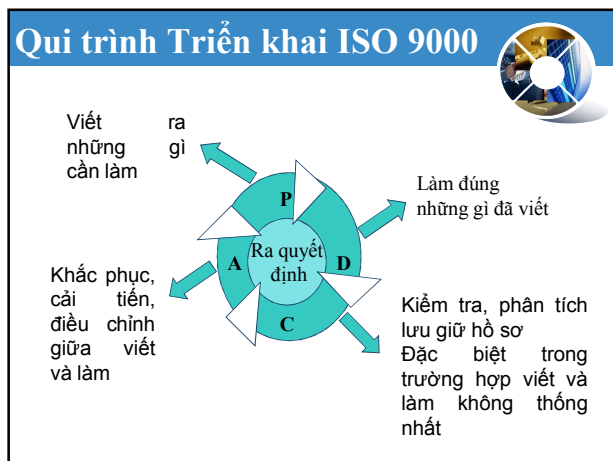 Qui trình Triển khai ISO 9000
Viết ra
những gì
cần làm
P
Làm đúng
những gì đã viết
Ra quyết
định
A
D
C
Khắc phục,
cải tiến,
điều chỉnh
giữa viết
và làm
Kiểm tra, phân tích
lưu giữ hồ sơ
Đặc biệt trong
trường hợp viết và
làm không thống
nhất